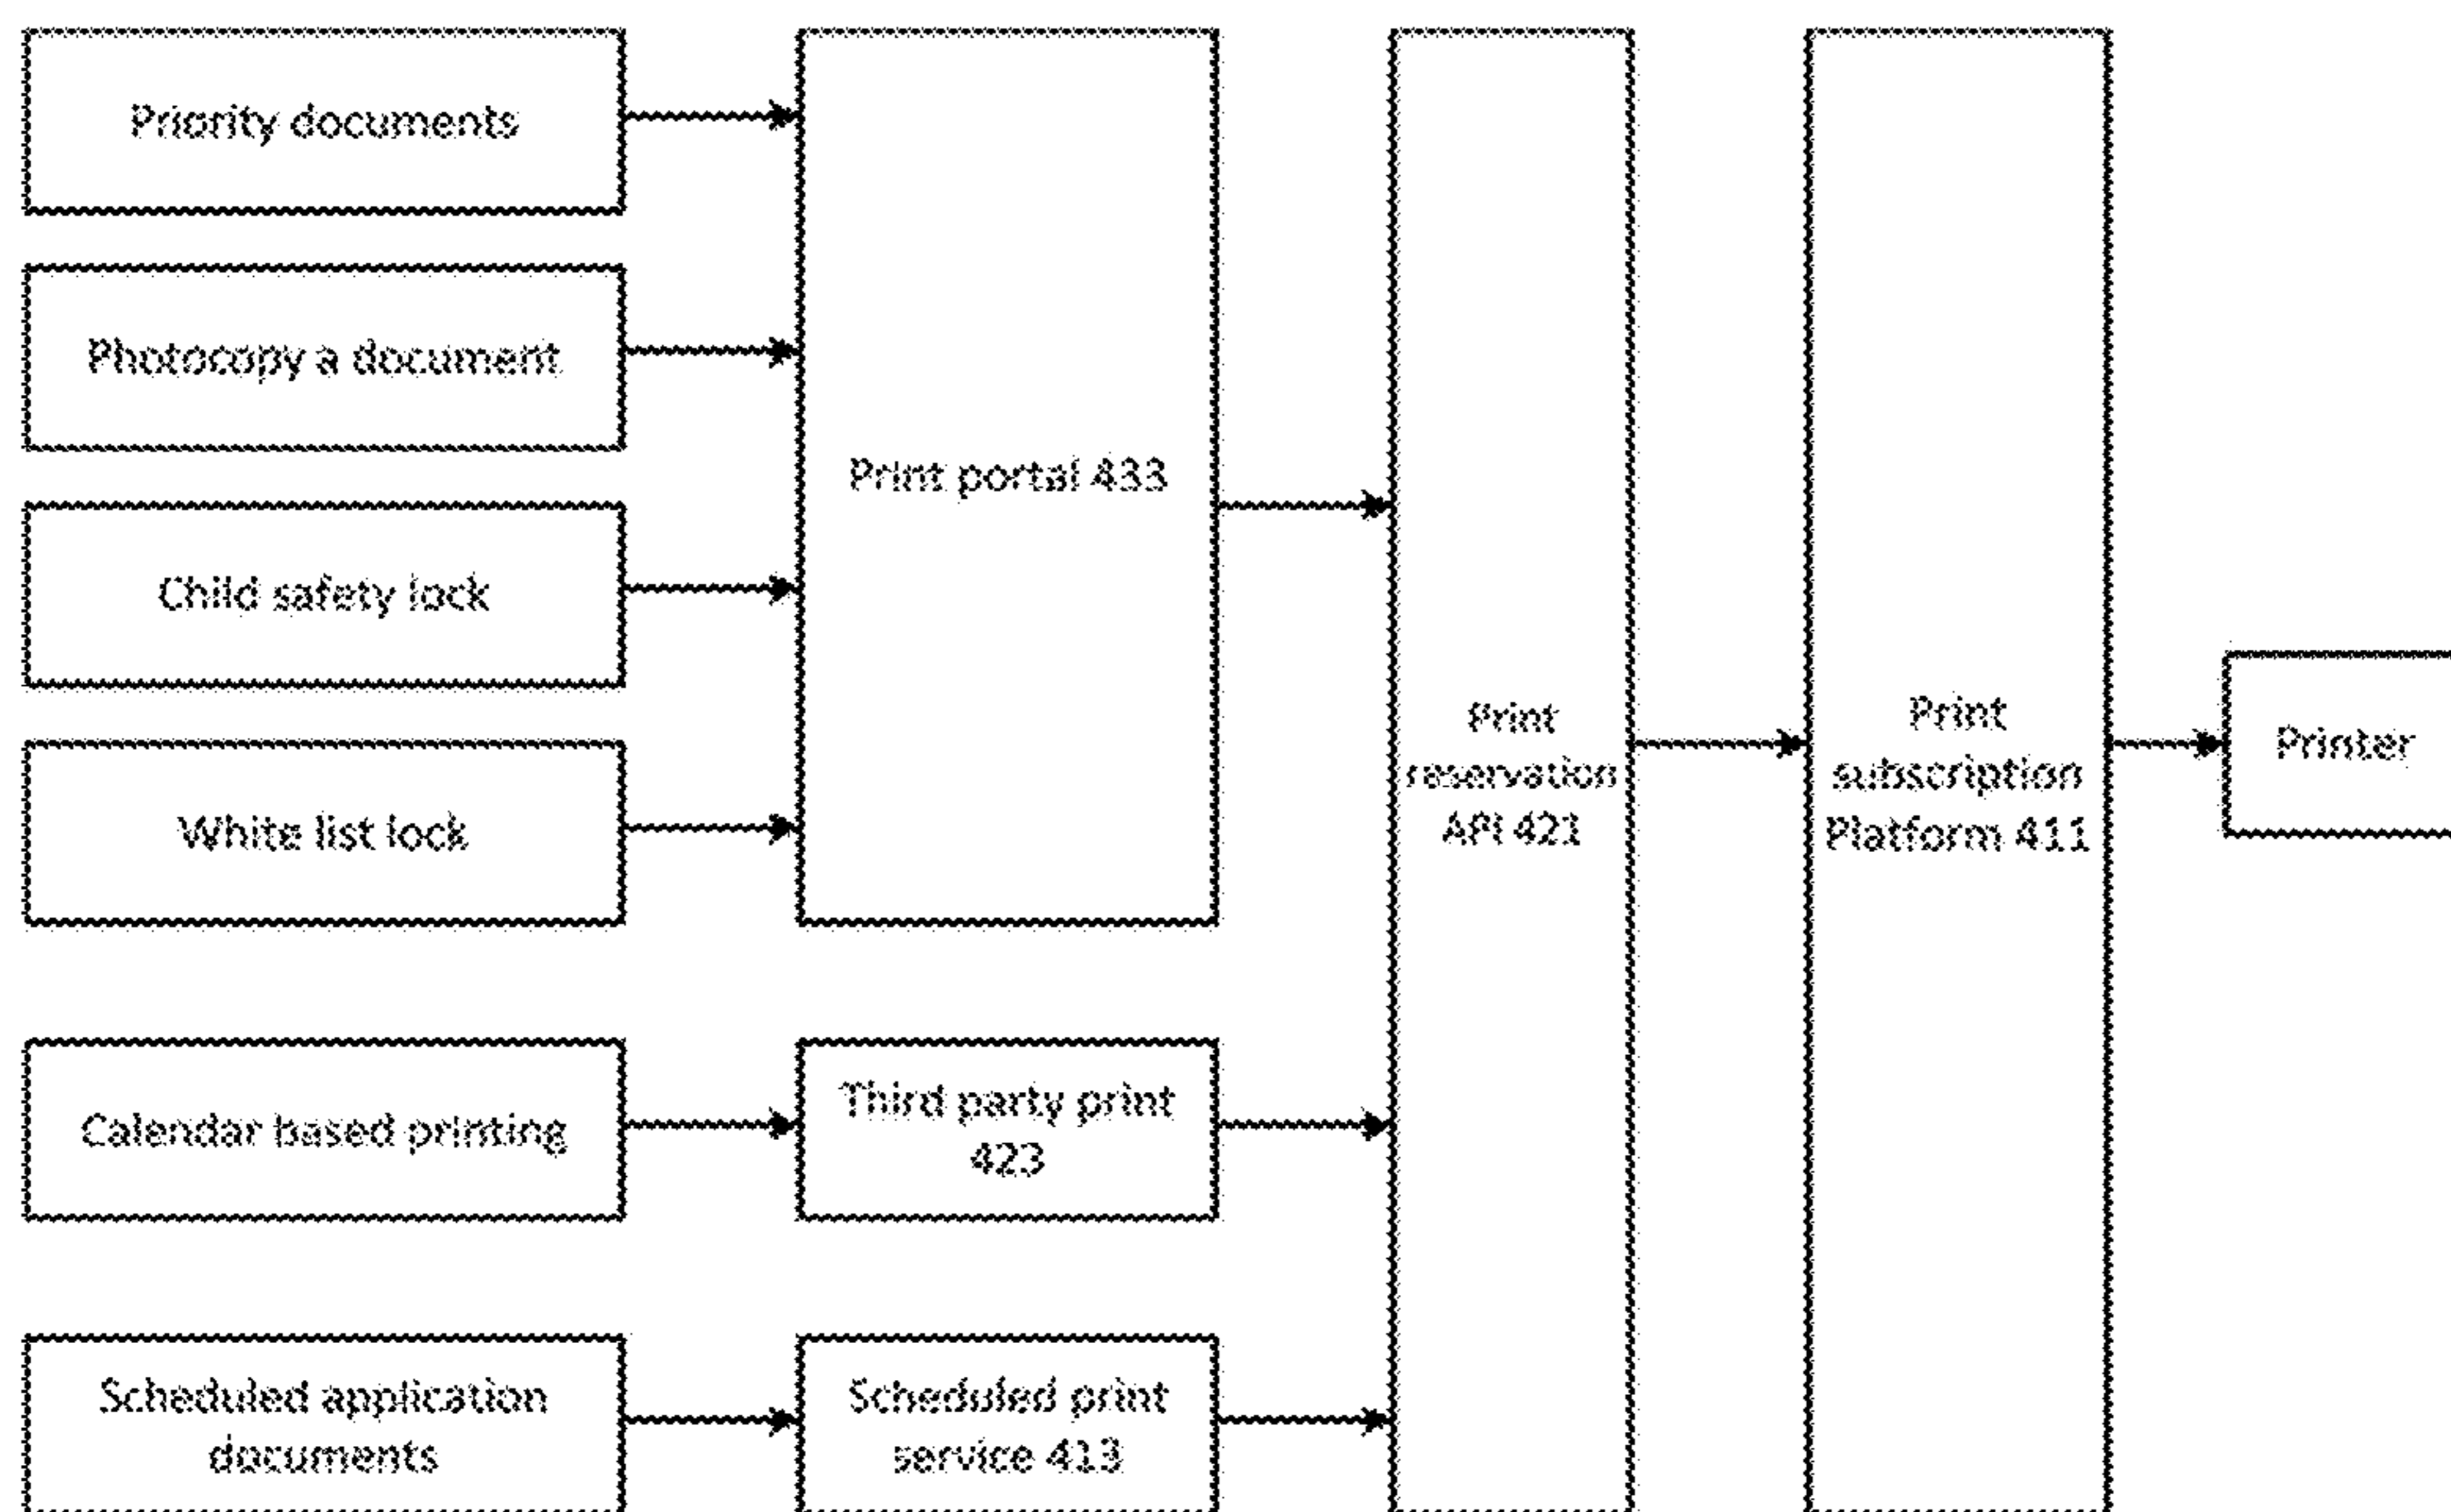 Priority documents
Photocopy a document
Child safety lock
White list lock
Print portal 433
Calendar based printing
Third party print
423
Scheduled application
documents
Scheduled print
service 413
Print
reservation
API 421
Print
subscription
Platform 411
Printer